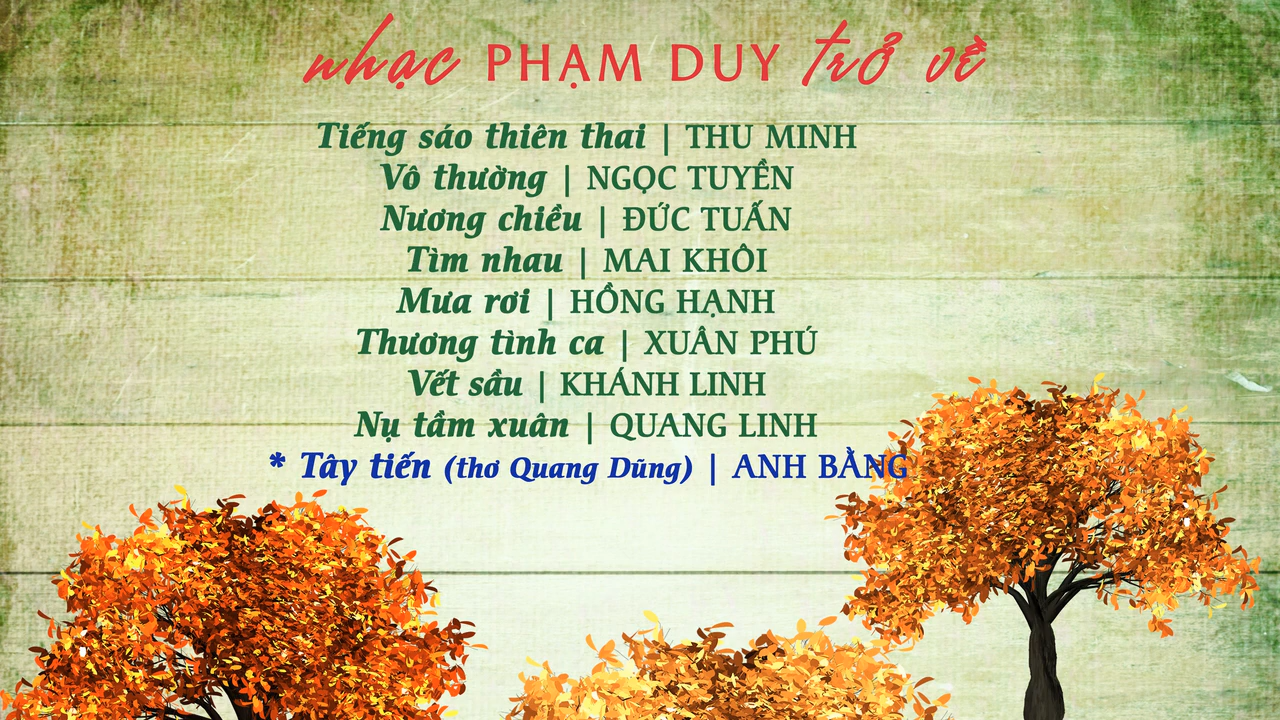 nhạc PHẠM DUY trở về
Tiếng sáo thiên thai | THU MINH
Vô thường | NGỌC TUYỀN
Nương chiều | ĐỨC TUẤN
Tìm nhau | MAI KHÔI
Mưa rơi | HỒNG HẠNH
Thương tình ca | XUÂN PHÚ
Vết sầu | KHÁNH LINH
Nụ tầm xuân | QUANG LINH
* Tây tiến (thơ Quang Dũng) | ANH BẰNG